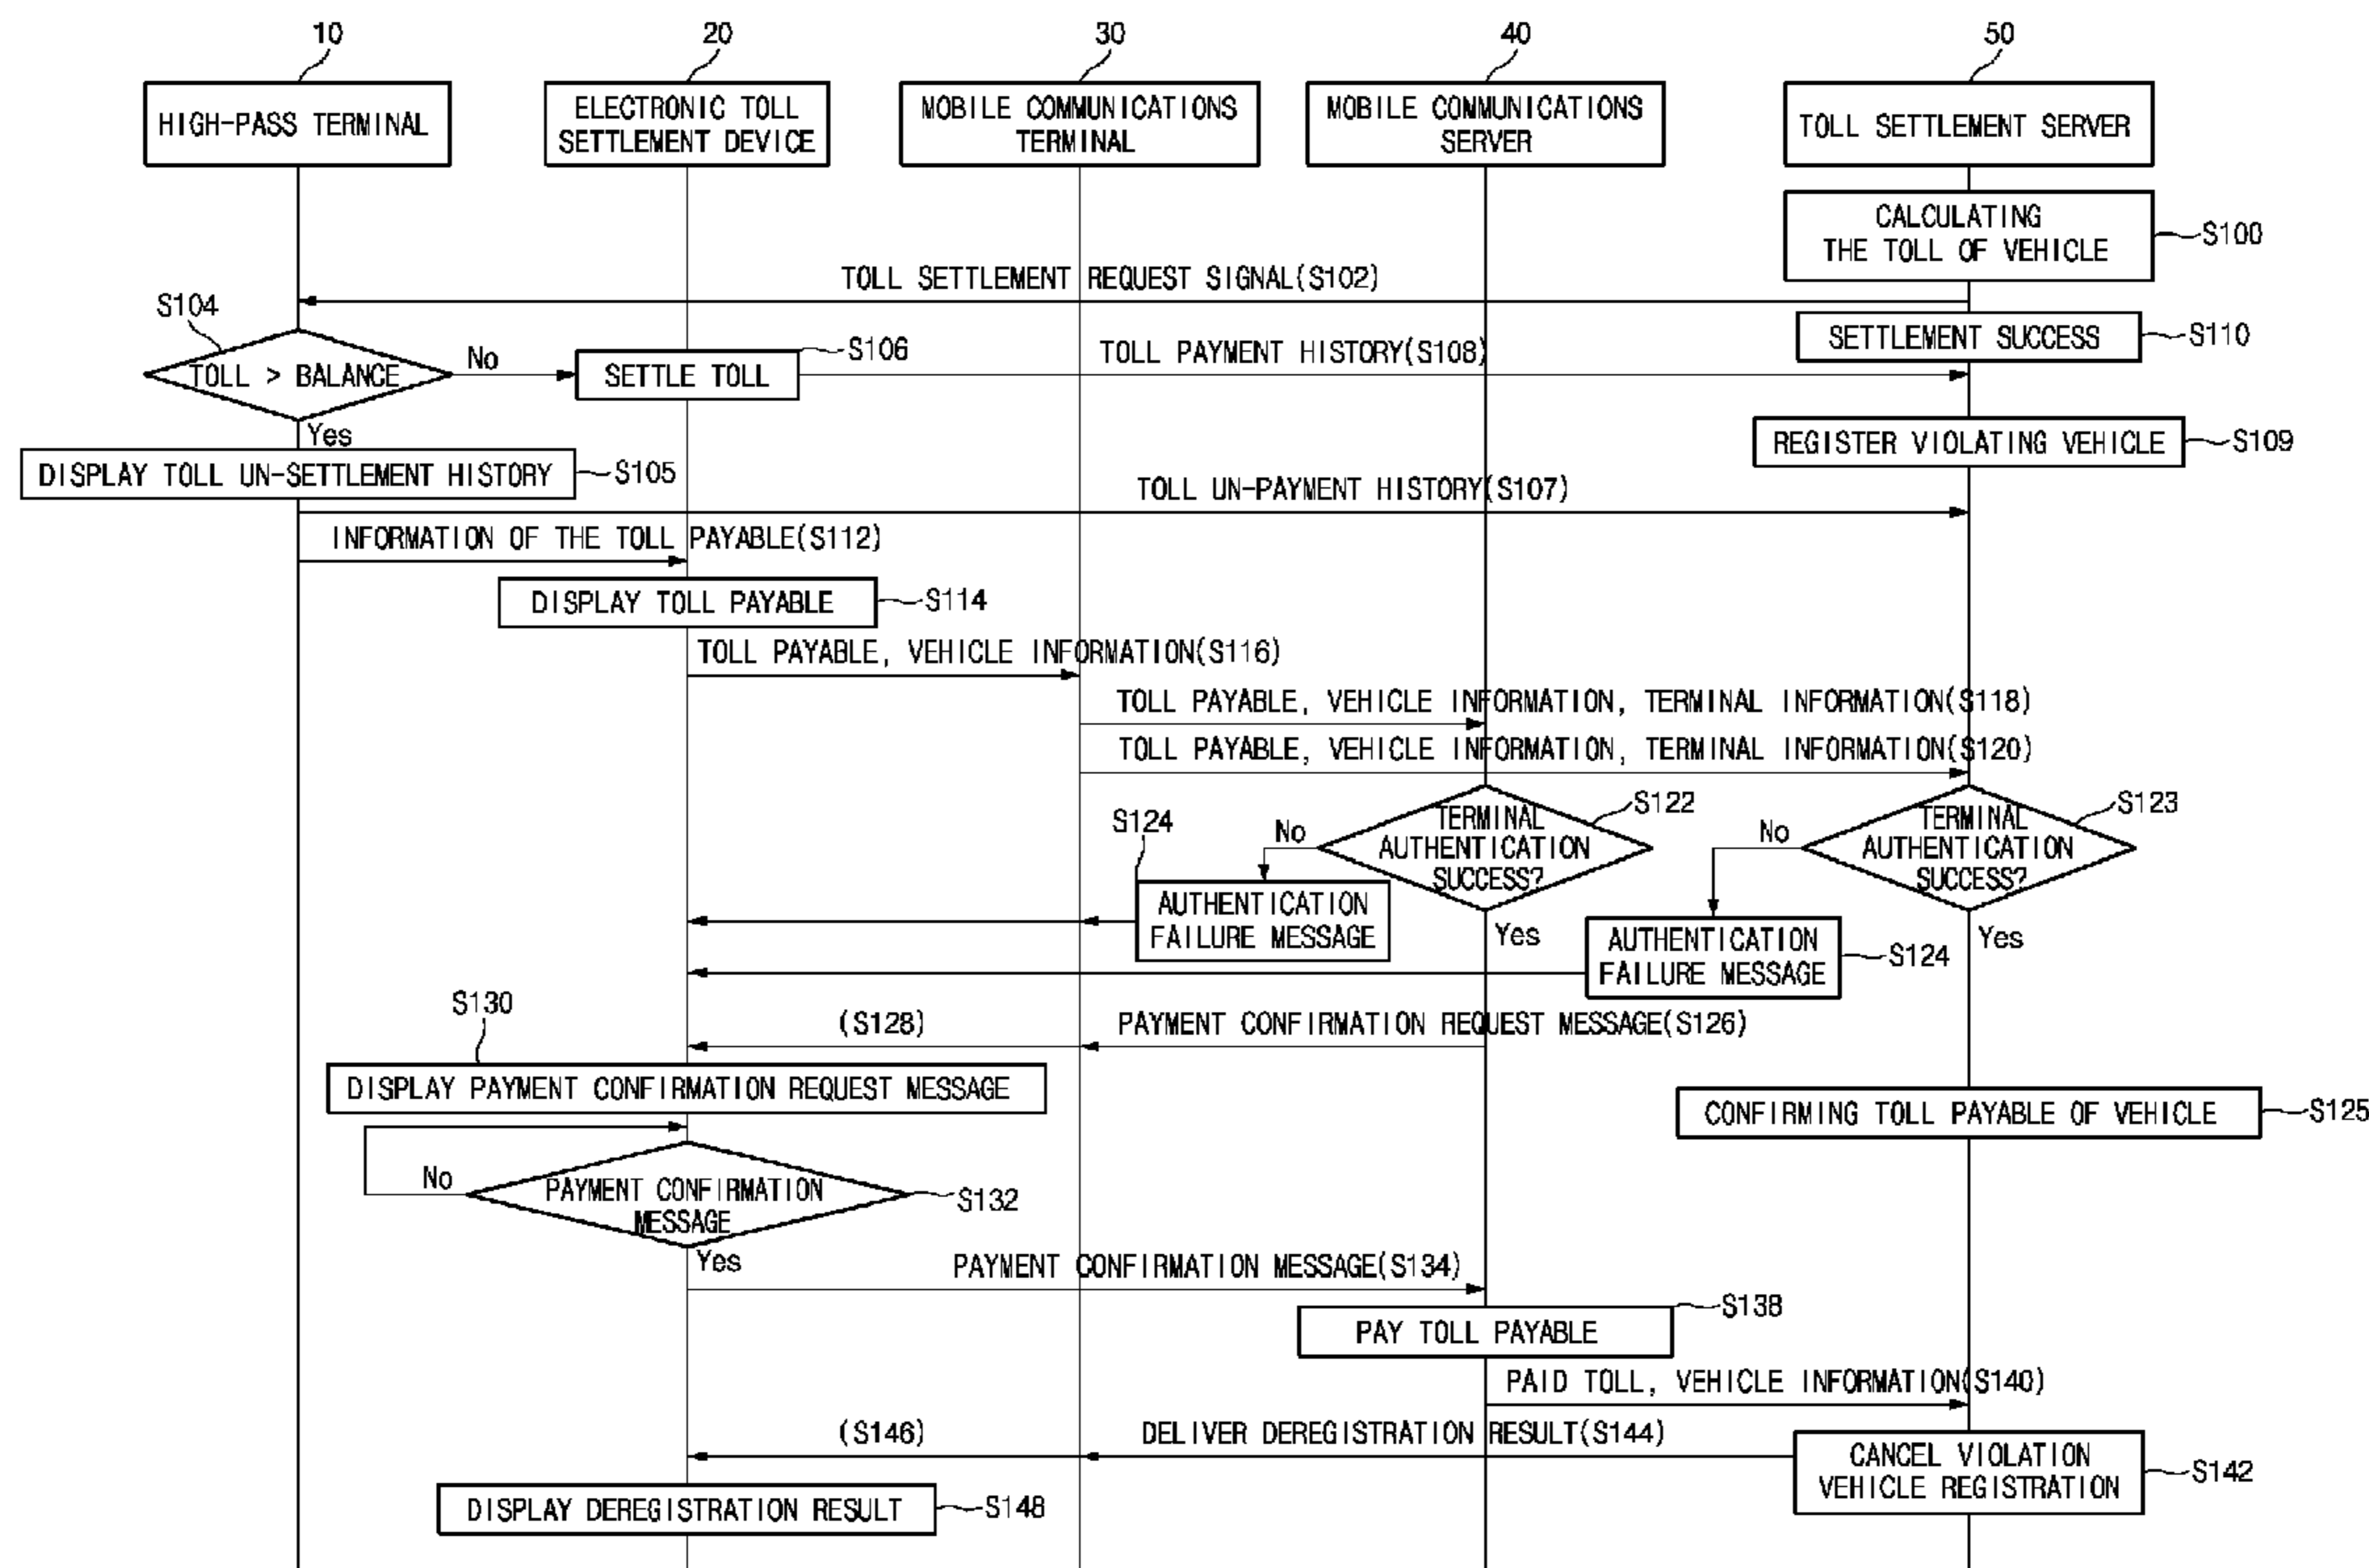 10
20
30
40
50
HIGH-PASS TERMINAL
ELECTRONIC TOLL
SETTLEMENT DEVICE
MOBILE COMMUNICATIONS
TERMINAL
MOBILE COMMUNICATIONS
SERVER
TOLL SETTLEMENT SERVER
CALCULATING
THE TOLL OF VEHICLE
S100
TOLL SETTLEMENT REQUEST SIGNAL(S102)
S104
TOLL > BALANCE
No
SETTLE TOLL
S106
TOLL PAYMENT HISTORY(S108)
SETTLEMENT SUCCESS
S110
Yes
REGISTER VIOLATING VEHICLE
S109
DISPLAY TOLL UN-SETTLEMENT HISTORY
S105
TOLL UN-PAYMENT HISTORY(S107)
INFORMATION OF THE TOLL PAYABLE(S112)
DISPLAY TOLL PAYABLE
S114
TOLL PAYABLE, VEHICLE INFORMATION(S116)
TOLL PAYABLE, VEHICLE INFORMATION, TERMINAL INFORMATION(S118)
TOLL PAYABLE, VEHICLE INFORMATION, TERMINAL INFORMATION(S120)
S124
No
TERMINAL
AUTHENTICATION
SUCCESS?
S122
No
TERMINAL
AUTHENTICATION
SUCCESS?
S123
AUTHENTICATION
FAILURE MESSAGE
Yes
AUTHENTICATION
FAILURE MESSAGE
S124
Yes
S130
(S128)
PAYMENT CONFIRMATION REQUEST MESSAGE(S126)
DISPLAY PAYMENT CONFIRMATION REQUEST MESSAGE
CONFIRMING TOLL PAYABLE OF VEHICLE
S125
No
PAYMENT CONFIRMATION
MESSAGE
S132
Yes
PAYMENT CONFIRMATION MESSAGE(S134)
PAY TOLL PAYABLE
S138
PAID TOLL, VEHICLE INFORMATION(S140)
(S146)
DELIVER DEREGISTRATION RESULT(S144)
CANCEL VIOLATION
VEHICLE REGISTRATION
S142
DISPLAY DEREGISTRATION RESULT
S148